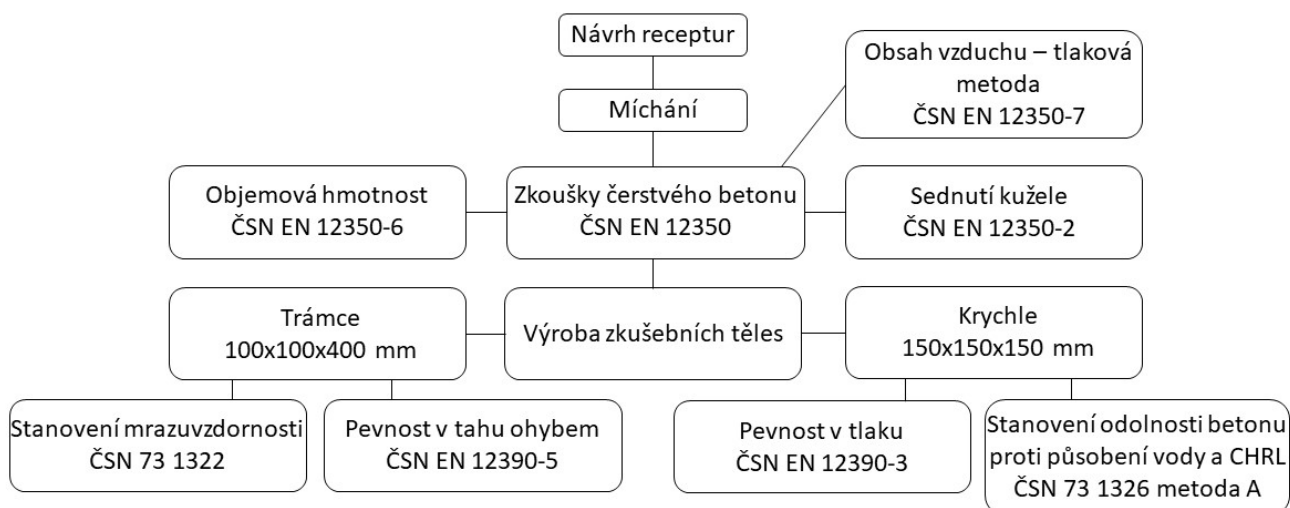 Návrh receptur
Obsah vzduchu – tlaková
metoda
ČSN EN 12350-7
Míchání
Objemová hmotnost
ČSN EN 12350-6
Zkoušky čerstvého betonu
ČSN EN 12350
Sednutí kužele
ČSN EN 12350-2
Trámce
100x100x400 mm
Výroba zkušebních těles
Krychle
150x150x150 mm
Stanovení mrazuvzdornosti
ČSN 73 1322
Pevnost v tahu ohybem
ČSN EN 12390-5
Pevnost v tlaku
ČSN EN 12390-3
Stanovení odolnosti betonu
proti působení vody a CHRL
ČSN 73 1326 metoda A